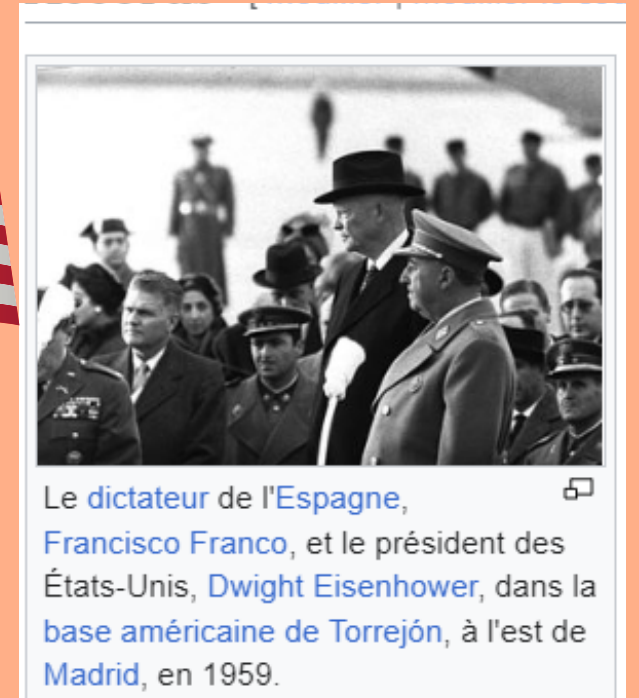 Le dictateur de l'Espagne,
Francisco Franco, et le président des
États-Unis, Dwight Eisenhower, dans la
base américaine de Torrejón, à l'est de
Madrid, en 1959.